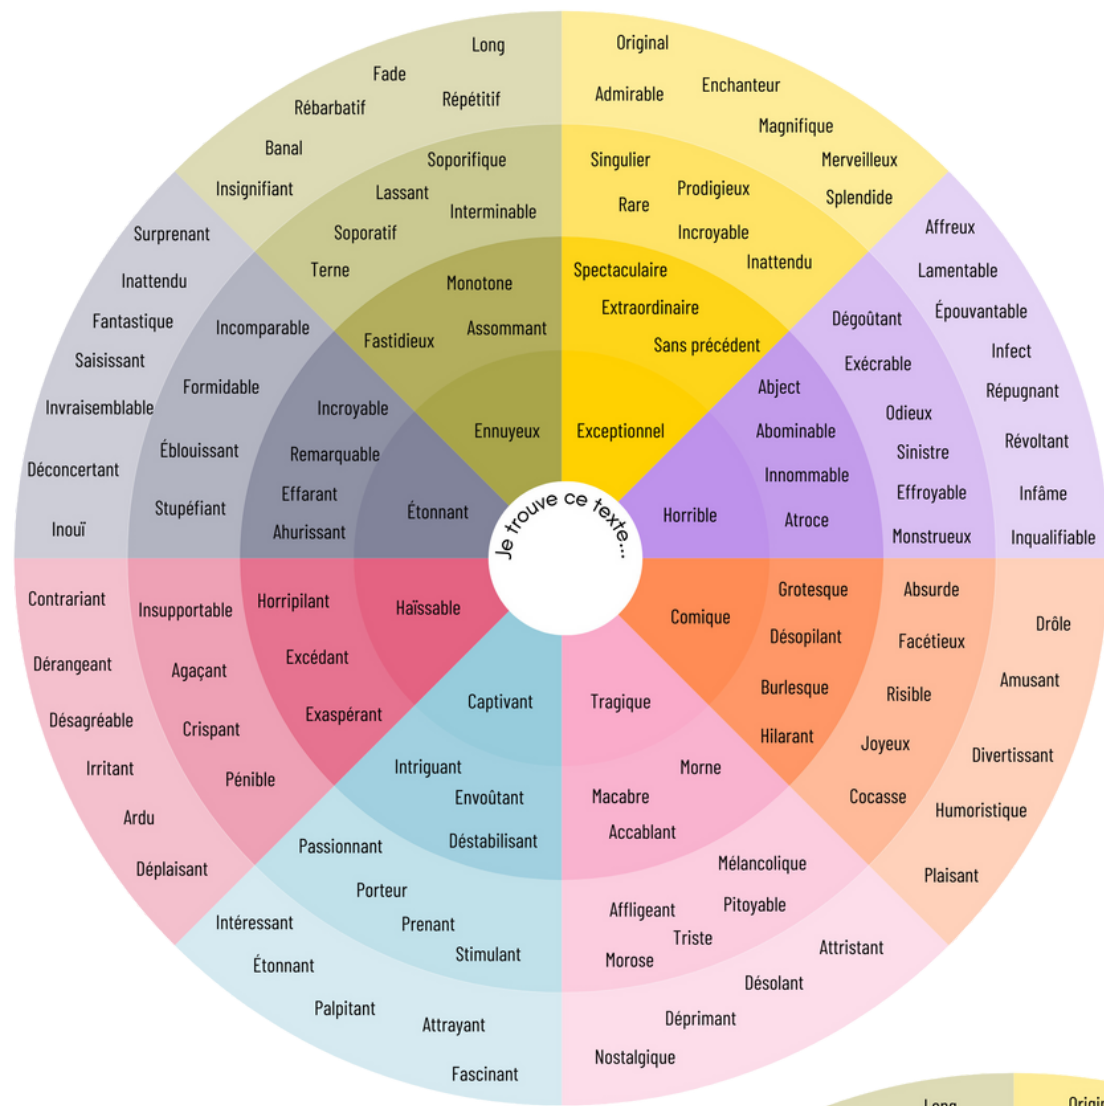 Je trouve ce texte...
Exceptionnel
Spectaculaire
Extraordinaire
Sans précédent
Singulier
Prodigieux
Rare
Incroyable
Inattendu
Original
Enchanteur
Admirable
Magnifique
Merveilleux
Splendide
Horrible
Abject
Abominable
Innommable
Atroce
Dégoûtant
Exécrable
Odieux
Sinistre
Effroyable
Monstrueux
Affreux
Lamentable
Épouvantable
Infect
Répugnant
Révoltant
Infâme
Inqualifiable
Comique
Grotesque
Désopilant
Burlesque
Hilarant
Absurde
Facétieux
Risible
Joyeux
Cocasse
Drôle
Amusant
Divertissant
Humoristique
Plaisant
Tragique
Morne
Macabre
Accablant
Mélancolique
Pitoyable
Affligeant
Triste
Morose
Attristant
Désolant
Déprimant
Nostalgique
Captivant
Intriguant
Envoûtant
Déstabilisant
Passionnant
Porteur
Prenant
Stimulant
Intéressant
Étonnant
Palpitant
Attrayant
Fascinant
Haïssable
Horripilant
Excédant
Exaspérant
Insupportable
Agaçant
Crispant
Pénible
Contrariant
Dérangeant
Désagréable
Irritant
Ardu
Déplaisant
Étonnant
Incroyable
Remarquable
Effarant
Ahurissant
Incomparable
Formidable
Éblouissant
Stupéfiant
Surprenant
Inattendu
Fantastique
Saisissant
Invraisemblable
Déconcertant
Inouï
Ennuyeux
Monotone
Assommant
Fastidieux
Soporifique
Lassant
Interminable
Soporatif
Terne
Long
Fade
Répétitif
Rébarbatif
Banal
Insignifiant
Long